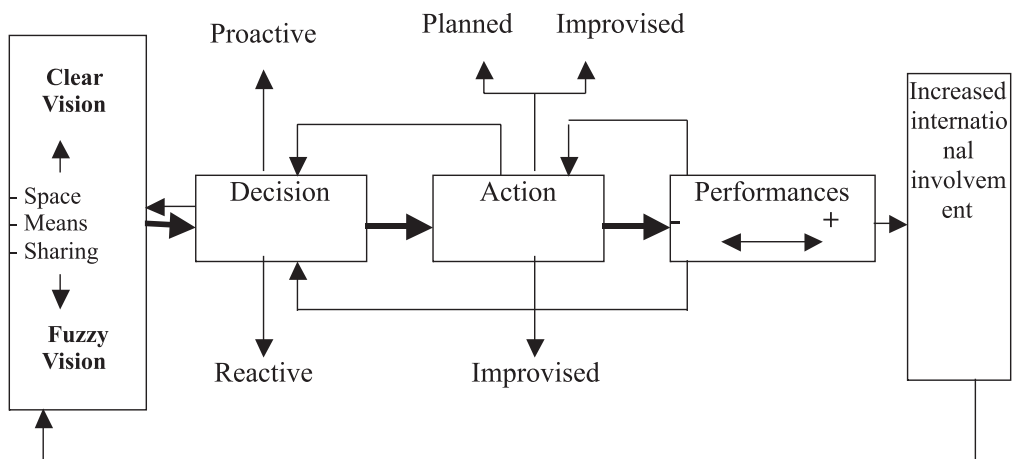 Proactive
Planned
Improvised
Clear
Vision
- Space
- Means
- Sharing
Fuzzy
Vision
Decision
Action
Performances
- +
Increased
internatio
nal
involvem
ent
Reactive
Improvised